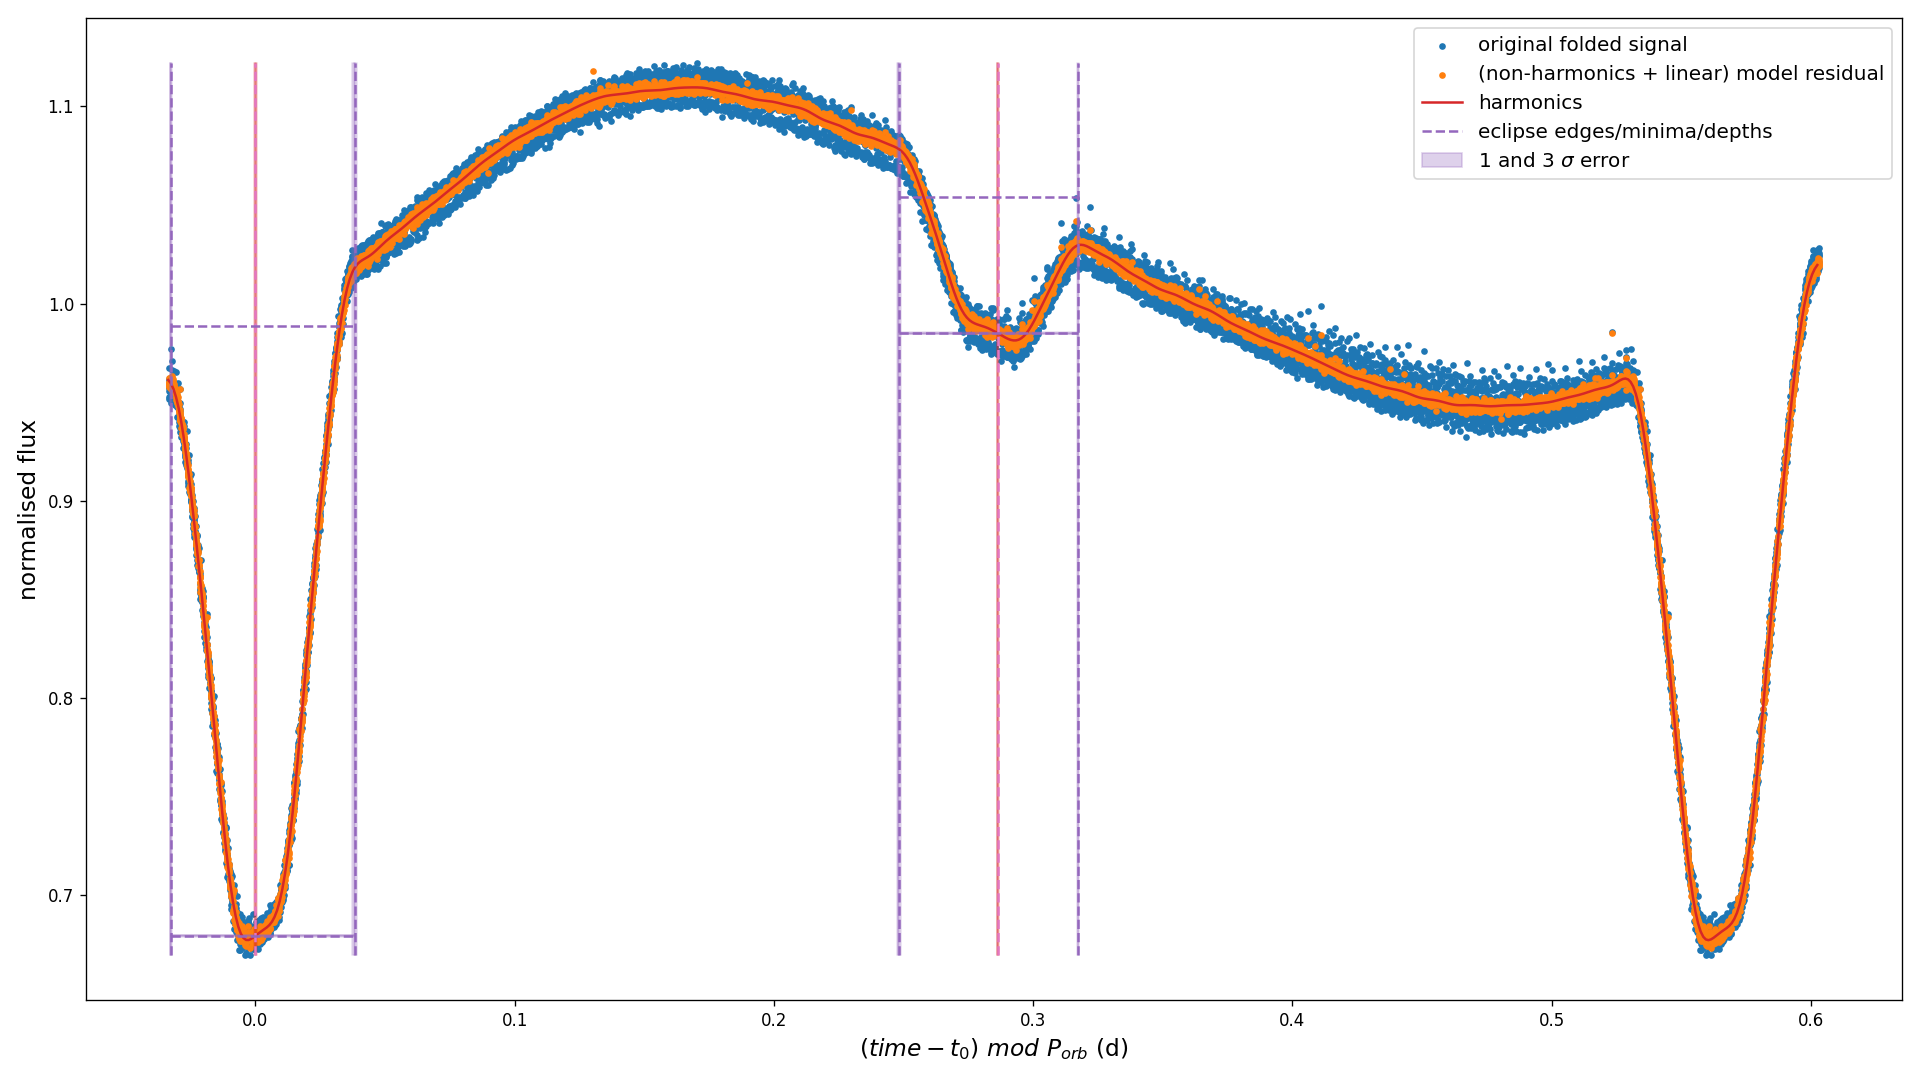 original folded signal
(non-harmonics + linear) model residual
harmonics
eclipse edges/minima/depths
1 and 3 σ error
normalised flux
1.1
1.0
0.9
0.8
0.7
0.0 0.1 0.2 0.3 0.4 0.5 0.6
(time − t₀) mod Pₒᵣb (d)